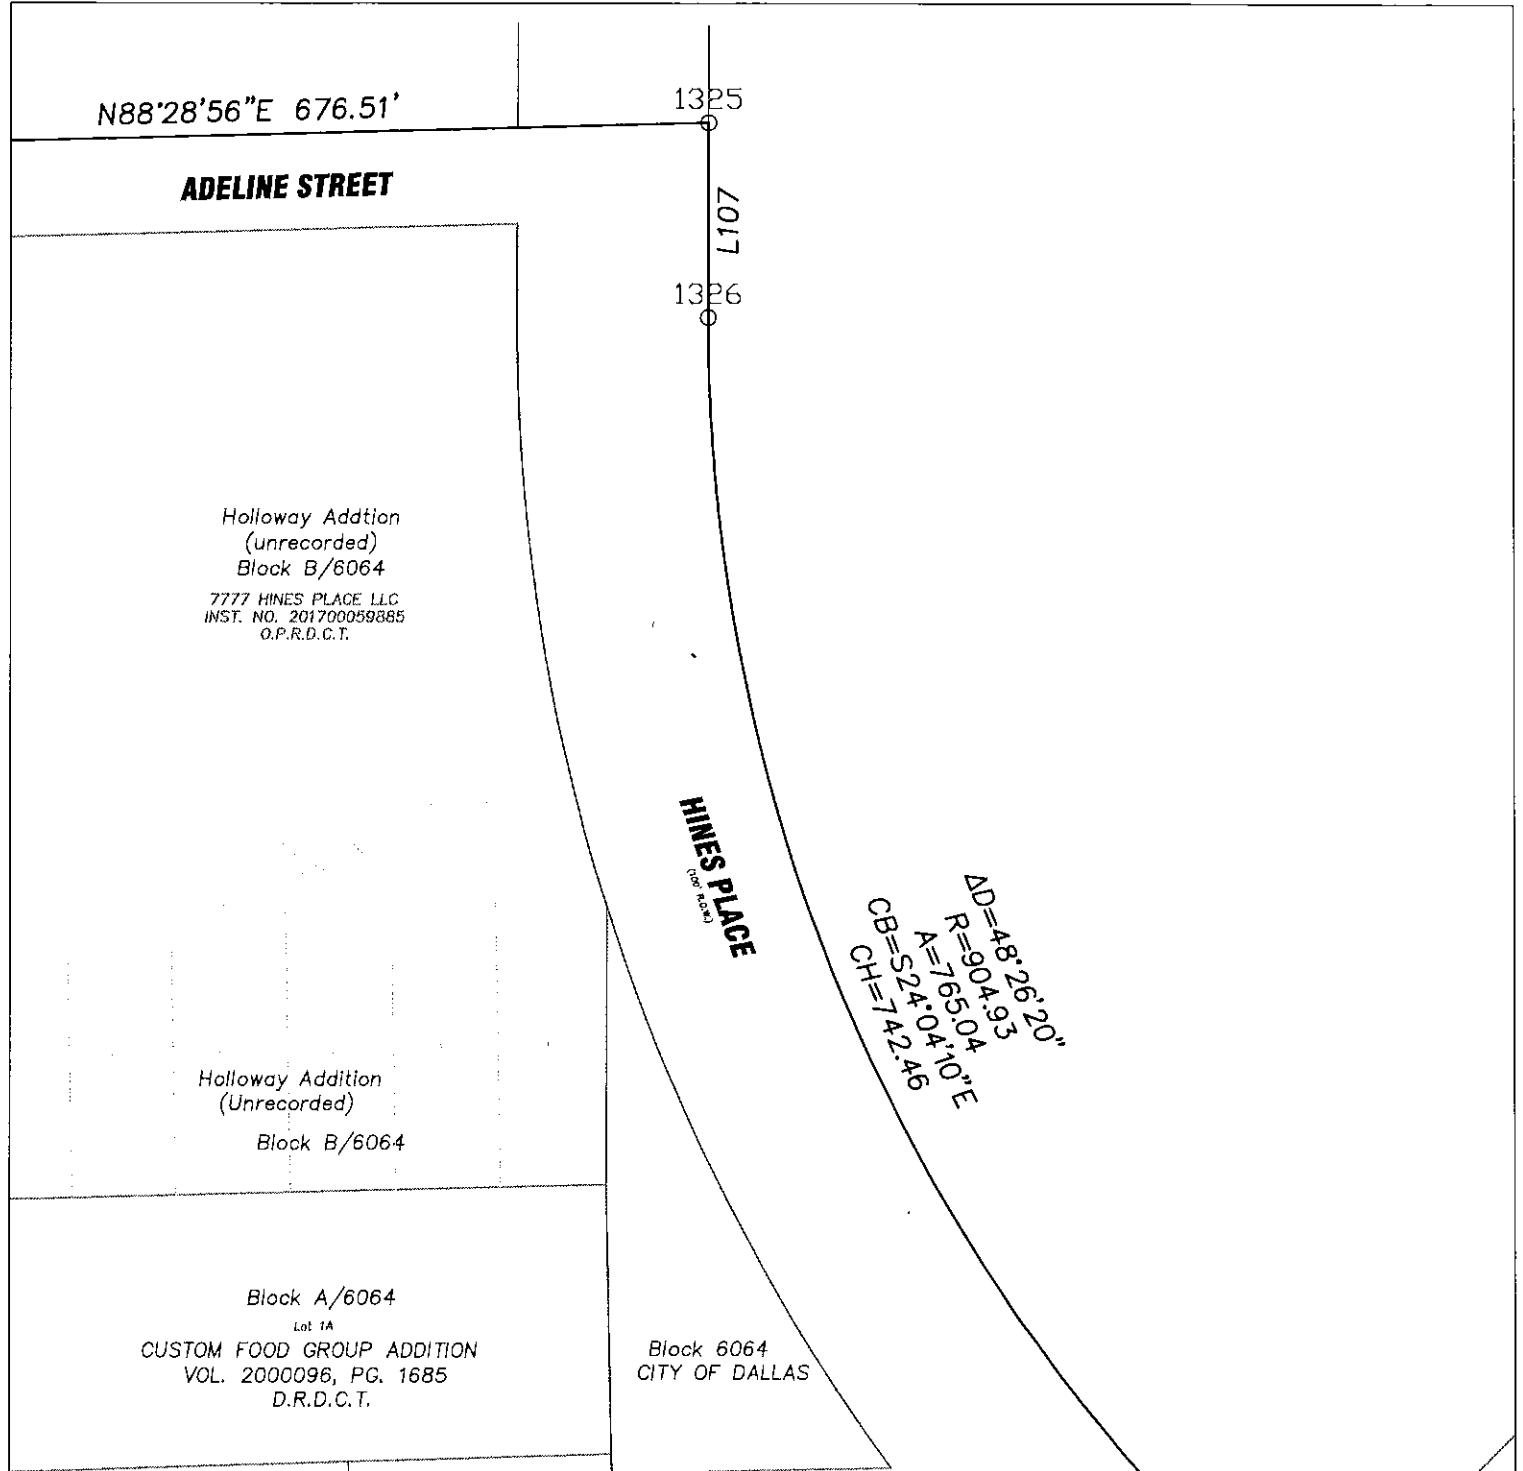 1325
N88°28'56"E 676.51'
ADELINE STREET
L107
1326
Holloway Addtion
(unrecorded)
Block B/6064
7777 HINES PLACE LLC
INST. NO. 201700059885
O.P.R.D.C.T.
HINES PLACE
(100' R.O.W.)
ΔD=48°26'20"
R=904.93
A=765.04
CB=S24°04'10"E
CH=742.46
Holloway Addition
(Unrecorded)
Block B/6064
Block A/6064
Lot 1A
CUSTOM FOOD GROUP ADDITION
VOL. 2000096, PG. 1685
D.R.D.C.T.
Block 6064
CITY OF DALLAS